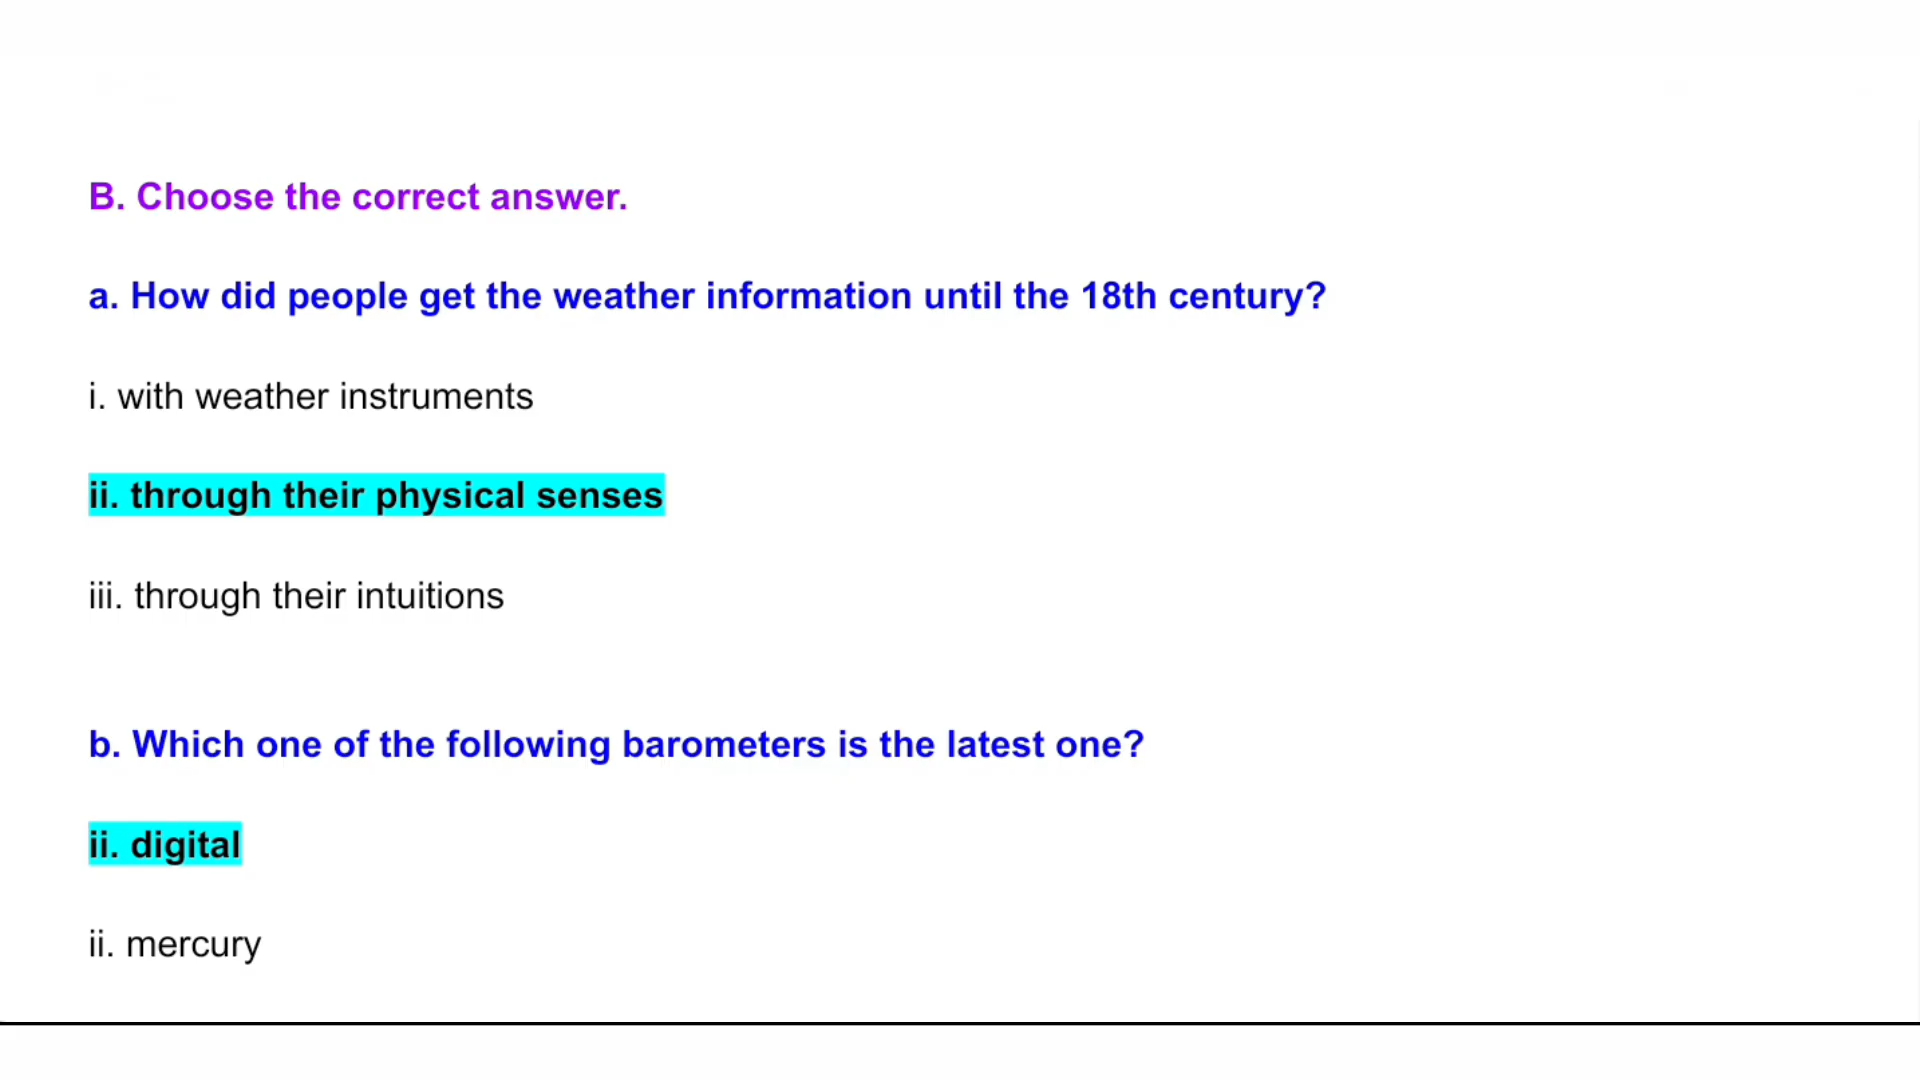 B. Choose the correct answer.
a. How did people get the weather information until the 18th century?
i. with weather instruments
ii. through their physical senses
iii. through their intuitions
b. Which one of the following barometers is the latest one?
ii. digital
ii. mercury